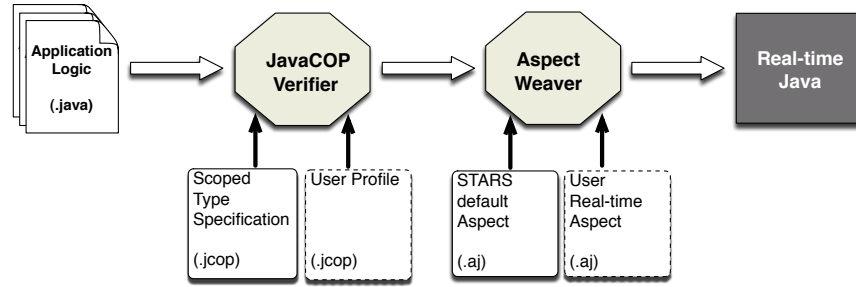 Application
Logic
(.java)
JavaCOP
Verifier
Aspect
Weaver
Real-time
Java
Scoped
Type
Specification
(.jcop)
User Profile
(.jcop)
STARS
default
Aspect
(.aj)
User
Real-time
Aspect
(.aj)